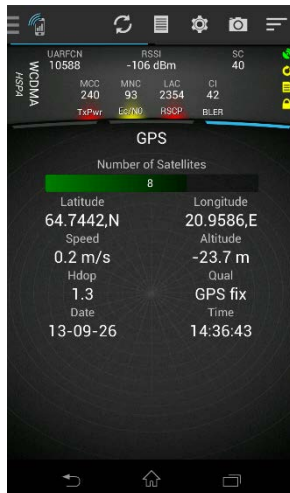 UARFCN RSSI SC
10588 -106 dBm 40
HSPA
WCDMA
MCC MNC LAC CI
240 93 2354 42
TxPwr Ec/N0 RSCP BLER
GPS
Number of Satellites
8
Latitude Longitude
64.7442,N 20.9586,E
Speed Altitude
0.2 m/s -23.7 m
Hdop Qual
1.3 GPS fix
Date Time
13-09-26 14:36:43